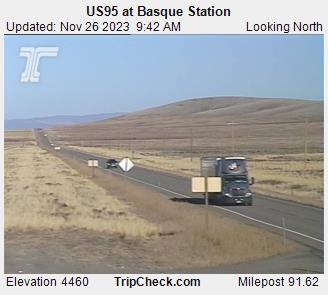 US95 at Basque Station
Updated: Nov 26 2023 9:42 AM Looking North
Elevation 4460 TripCheck.com Milepost 91.62